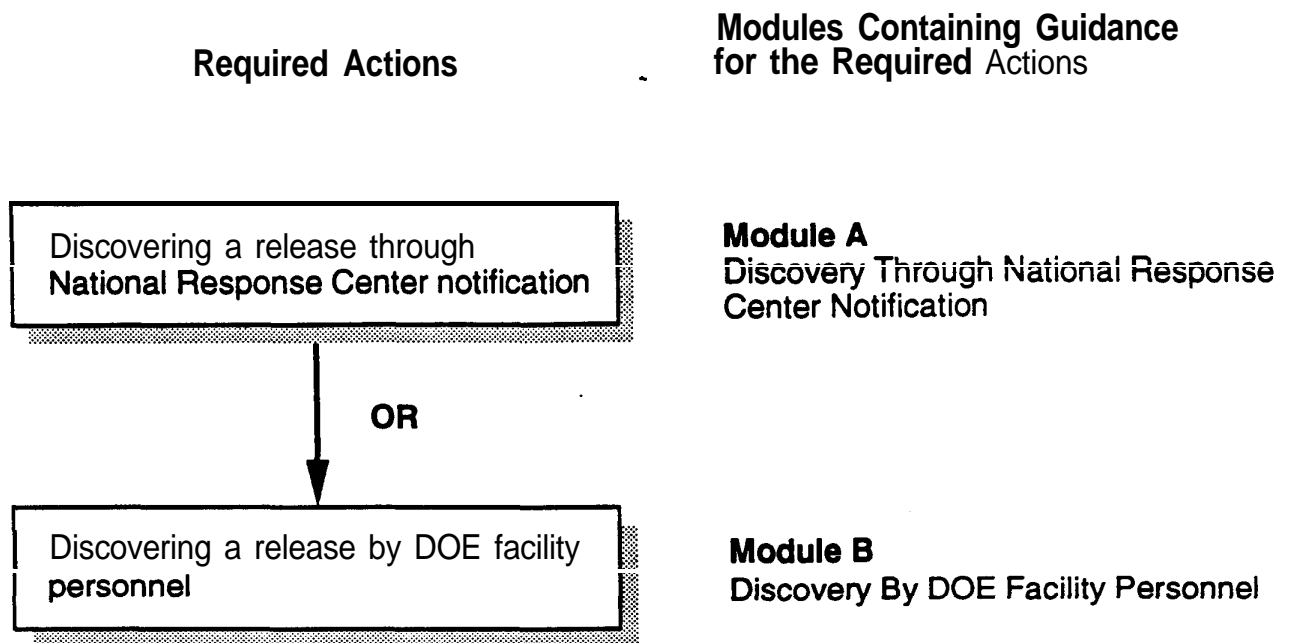 Required Actions
Modules Containing Guidance
for the Required Actions
Discovering a release through
National Response Center notification
Module A
Discovery Through National Response
Center Notification
OR
Discovering a release by DOE facility
personnel
Module B
Discovery By DOE Facility Personnel